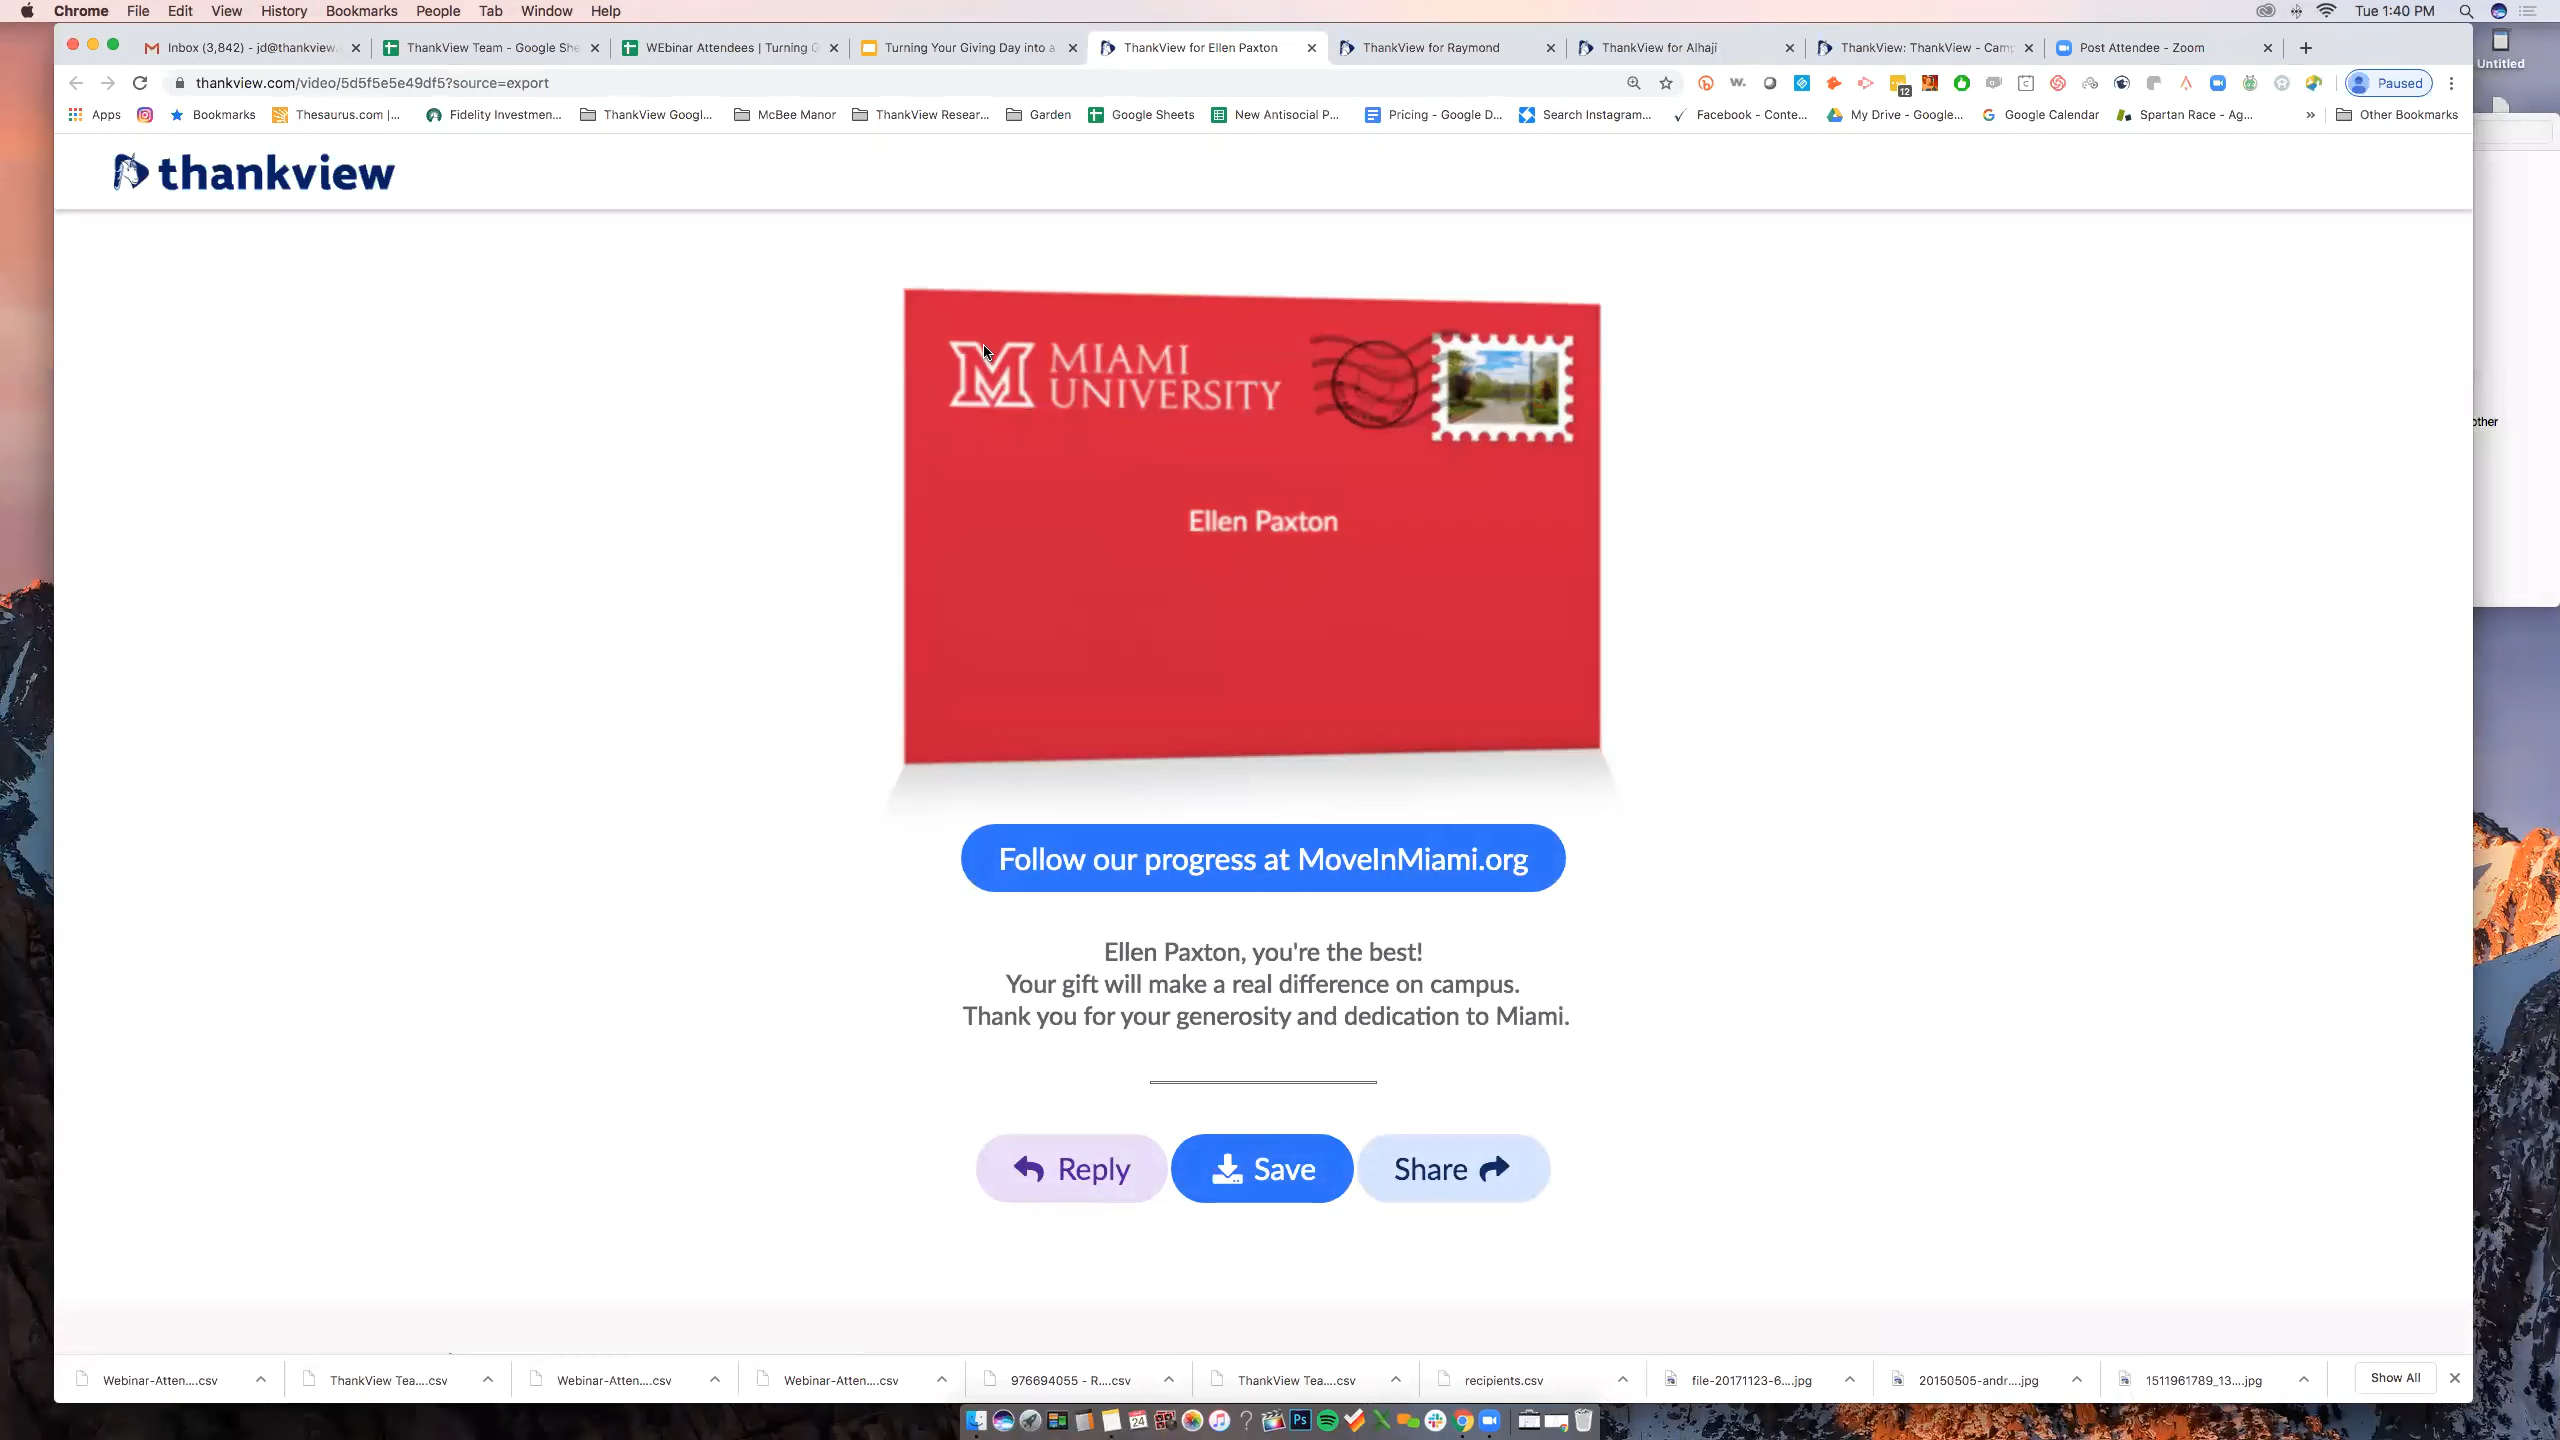 Chrome File Edit View History Bookmarks People Tab Window Help Tue 1:40 PM
Inbox (3,842) - jd@thankview. ThankView Team - Google She WEbinar Attendees | Turning G Turning Your Giving Day into a ThankView for Ellen Paxton ThankView for Raymond ThankView for Alhaji ThankView: ThankView - Camp Post Attendee - Zoom
Untitled
thankview.com/video/5d5f5e5e49df5?source=export 12 Paused
Apps Bookmarks Thesaurus.com |... Fidelity Investmen... ThankView Googl... McBee Manor ThankView Resear... Garden Google Sheets New Antisocial P... Pricing - Google D... Search Instagram... Facebook - Conte... My Drive - Google... Google Calendar Spartan Race - Ag... » Other Bookmarks
thankview
M MIAMI
UNIVERSITY
other
Ellen Paxton
Follow our progress at MoveInMiami.org
Ellen Paxton, you're the best!
Your gift will make a real difference on campus.
Thank you for your generosity and dedication to Miami.
Reply Save Share
Webinar-Atten....csv ThankView Tea....csv Webinar-Atten....csv Webinar-Atten....csv 976694055 - R....csv ThankView Tea....csv recipients.csv file-20171123-6....jpg 20150505-andr....jpg 1511961789_13....jpg Show All
24 Ps